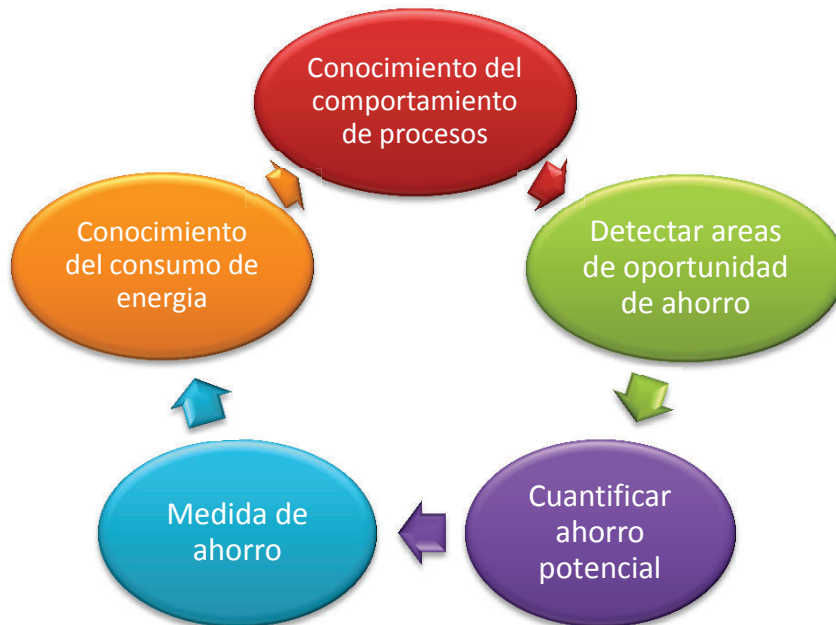 Conocimiento del
comportamiento
de procesos
Detectar areas
de oportunidad
de ahorro
Cuantificar
ahorro
potencial
Medida de
ahorro
Conocimiento
del consumo de
energia